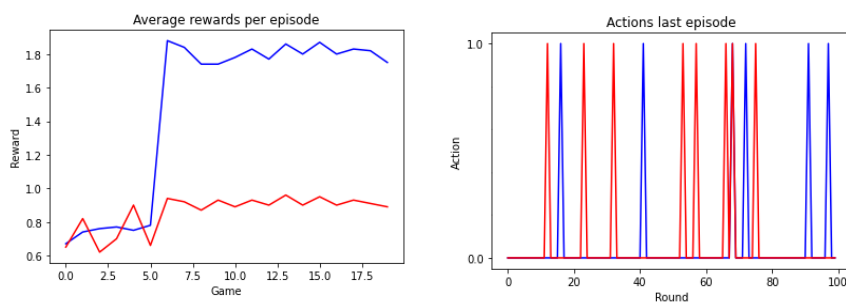 Average rewards per episode
Reward
1.8
1.6
1.4
1.2
1.0
0.8
0.6
0.0 2.5 5.0 7.5 10.0 12.5 15.0 17.5
Game
Actions last episode
Action
1.0
0.0
0 20 40 60 80 100
Round